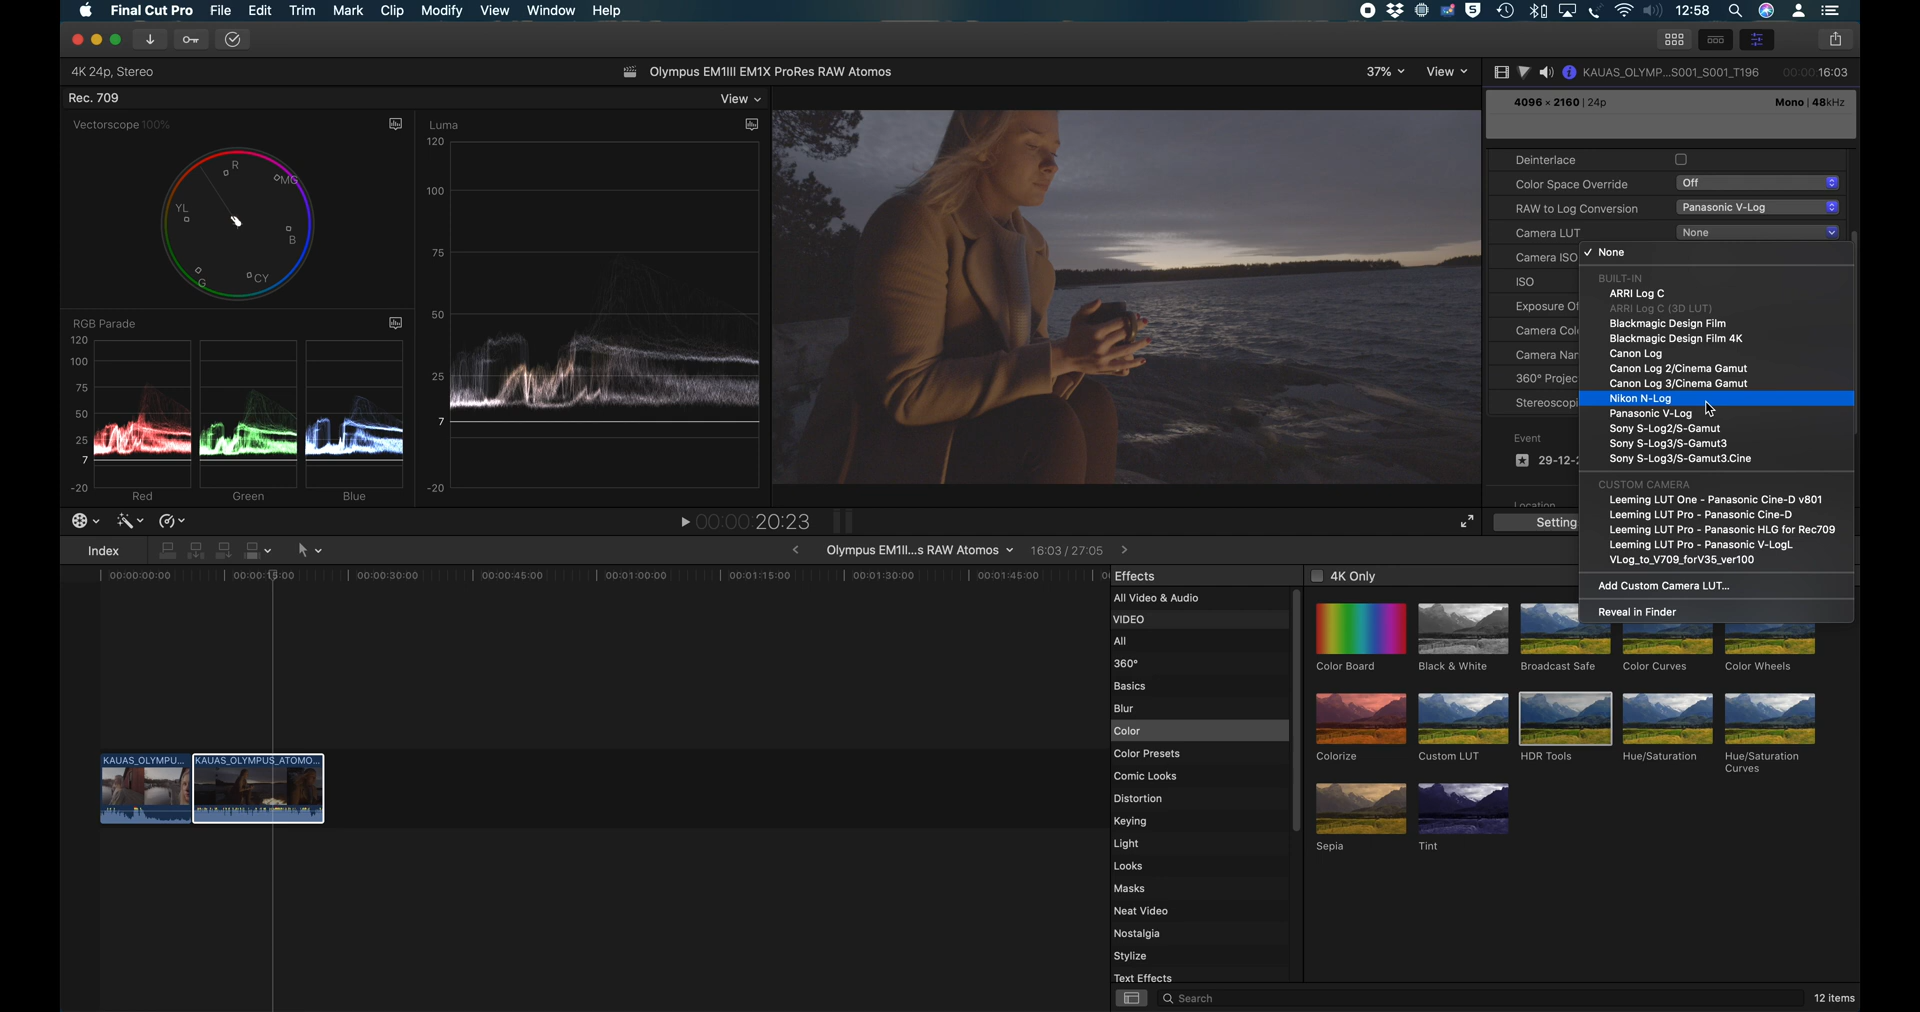 Final Cut Pro File Edit Trim Mark Clip Modify View Window Help 5 12:58
4K 24p, Stereo Olympus EM1III EM1X ProRes RAW Atomos 37% View KAUAS_OLYMP...S001_S001_T196 00:00:16:03
Rec. 709 View
4096 × 2160 | 24p Mono | 48kHz
Vectorscope 100%
Luma
R
MG
YL
B
G
CY
120
100
75
50
25
7
-20
RGB Parade
120
100
75
50
25
7
-20
Red Green Blue
Deinterlace
Color Space Override Off
RAW to Log Conversion Panasonic V-Log
Camera LUT None
Camera ISO
ISO
Exposure Of
Camera Col
Camera Nar
360° Projec
Stereoscopi
Event
29-12-2
Location
Setting
✓ None
BUILT-IN
ARRI Log C
ARRI Log C (3D LUT)
Blackmagic Design Film
Blackmagic Design Film 4K
Canon Log
Canon Log 2/Cinema Gamut
Canon Log 3/Cinema Gamut
Nikon N-Log
Panasonic V-Log
Sony S-Log2/S-Gamut
Sony S-Log3/S-Gamut3
Sony S-Log3/S-Gamut3.Cine
CUSTOM CAMERA
Leeming LUT One - Panasonic Cine-D v801
Leeming LUT Pro - Panasonic Cine-D
Leeming LUT Pro - Panasonic HLG for Rec709
Leeming LUT Pro - Panasonic V-LogL
VLog_to_V709_forV35_ver100
Add Custom Camera LUT...
Reveal in Finder
00:00:20:23
Index Olympus EM1II...s RAW Atomos 16:03 / 27:05
00:00:00:00 00:00:15:00 00:00:30:00 00:00:45:00 00:01:00:00 00:01:15:00 00:01:30:00 00:01:45:00
KAUAS_OLYMPU... KAUAS_OLYMPUS_ATOMO...
Effects 4K Only
All Video & Audio
VIDEO
All
360°
Basics
Blur
Color
Color Presets
Comic Looks
Distortion
Keying
Light
Looks
Masks
Neat Video
Nostalgia
Stylize
Text Effects
Color Board Black & White Broadcast Safe Color Curves Color Wheels
Colorize Custom LUT HDR Tools Hue/Saturation Hue/Saturation
Curves
Sepia Tint
Search 12 items